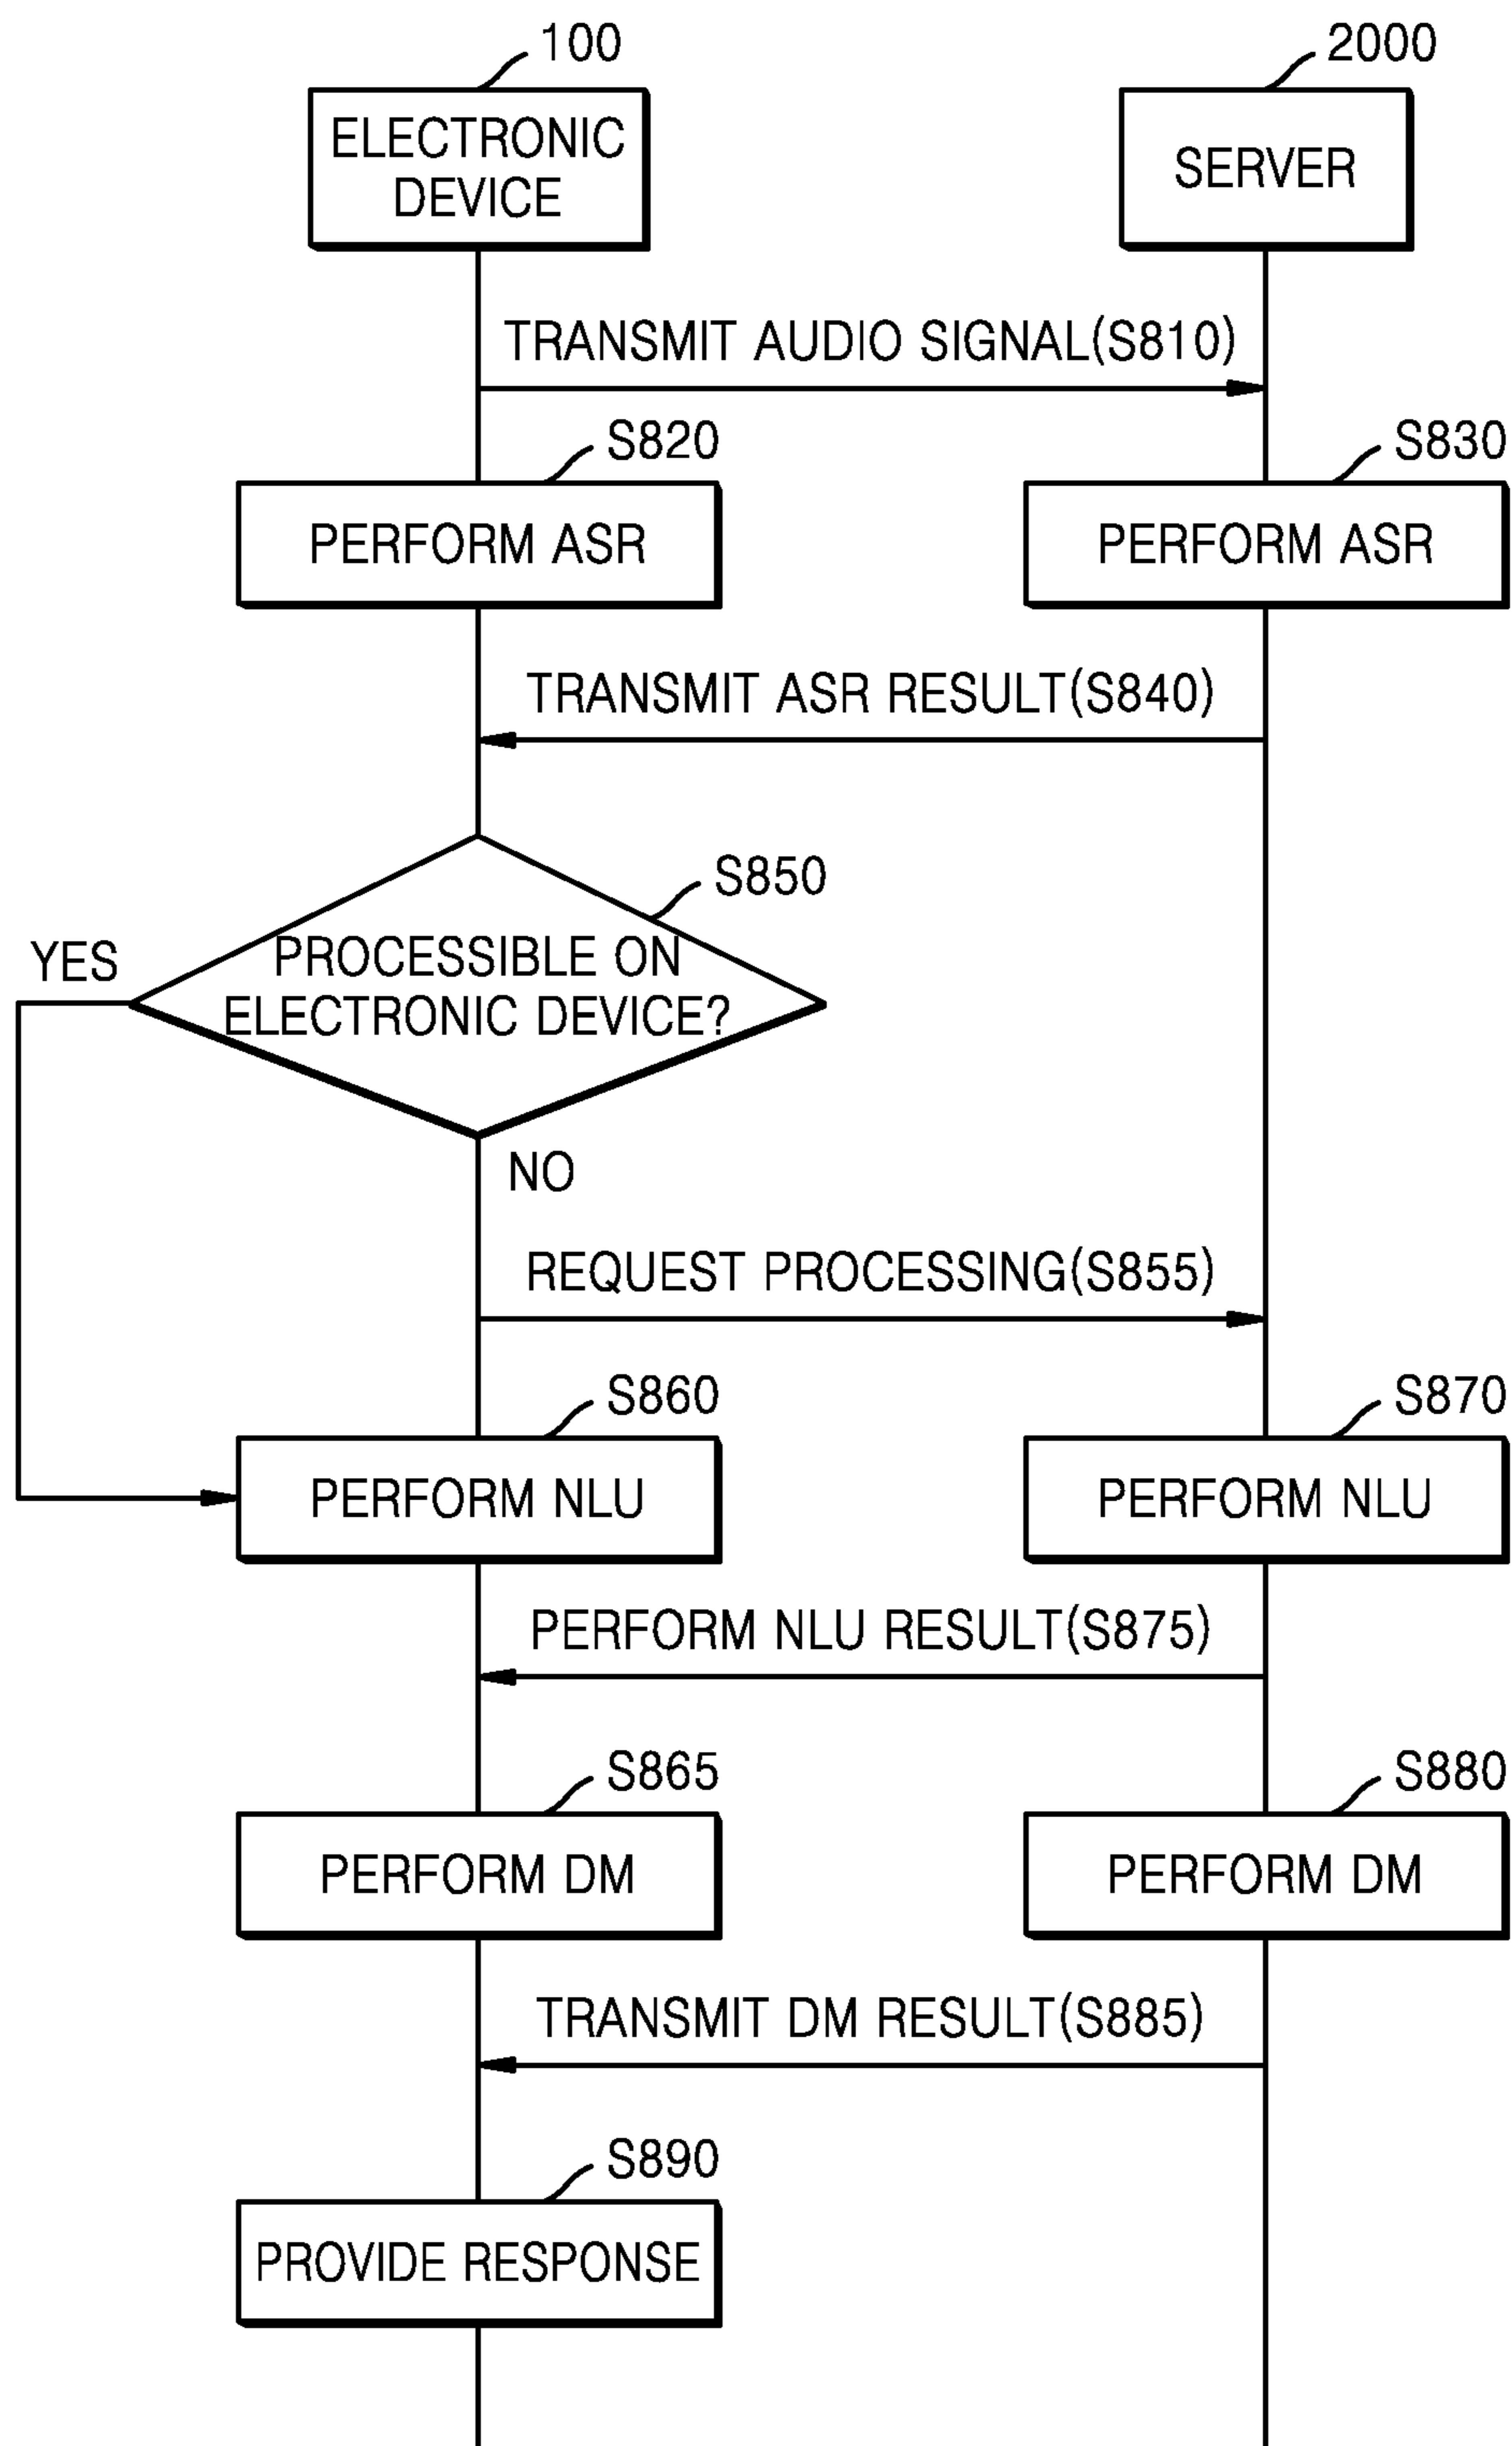 100
2000
ELECTRONIC
DEVICE
SERVER
TRANSMIT AUDIO SIGNAL(S810)
S820
S830
PERFORM ASR
PERFORM ASR
TRANSMIT ASR RESULT(S840)
S850
YES
PROCESSIBLE ON
ELECTRONIC DEVICE?
NO
REQUEST PROCESSING(S855)
S860
S870
PERFORM NLU
PERFORM NLU
PERFORM NLU RESULT(S875)
S865
S880
PERFORM DM
PERFORM DM
TRANSMIT DM RESULT(S885)
S890
PROVIDE RESPONSE